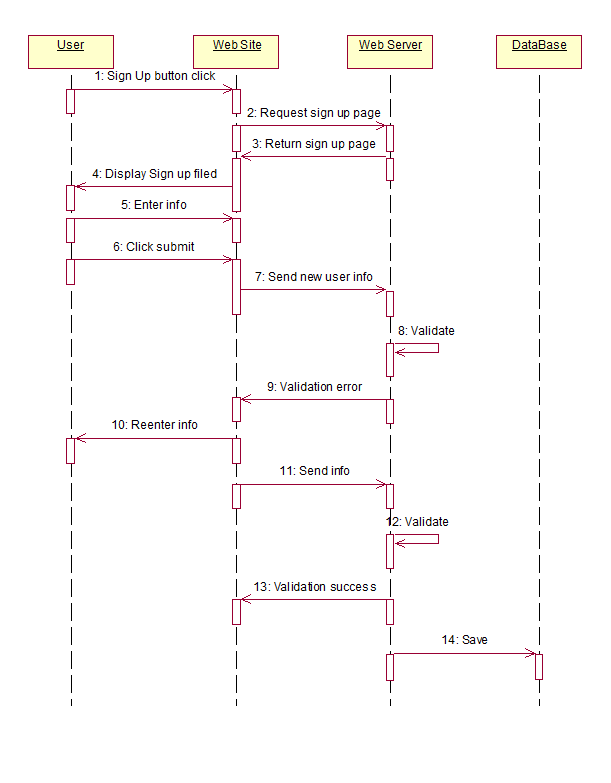 User
Web Site
Web Server
DataBase
1: Sign Up button click
2: Request sign up page
3: Return sign up page
4: Display Sign up filed
5: Enter info
6: Click submit
7: Send new user info
8: Validate
9: Validation error
10: Reenter info
11: Send info
12: Validate
13: Validation success
14: Save